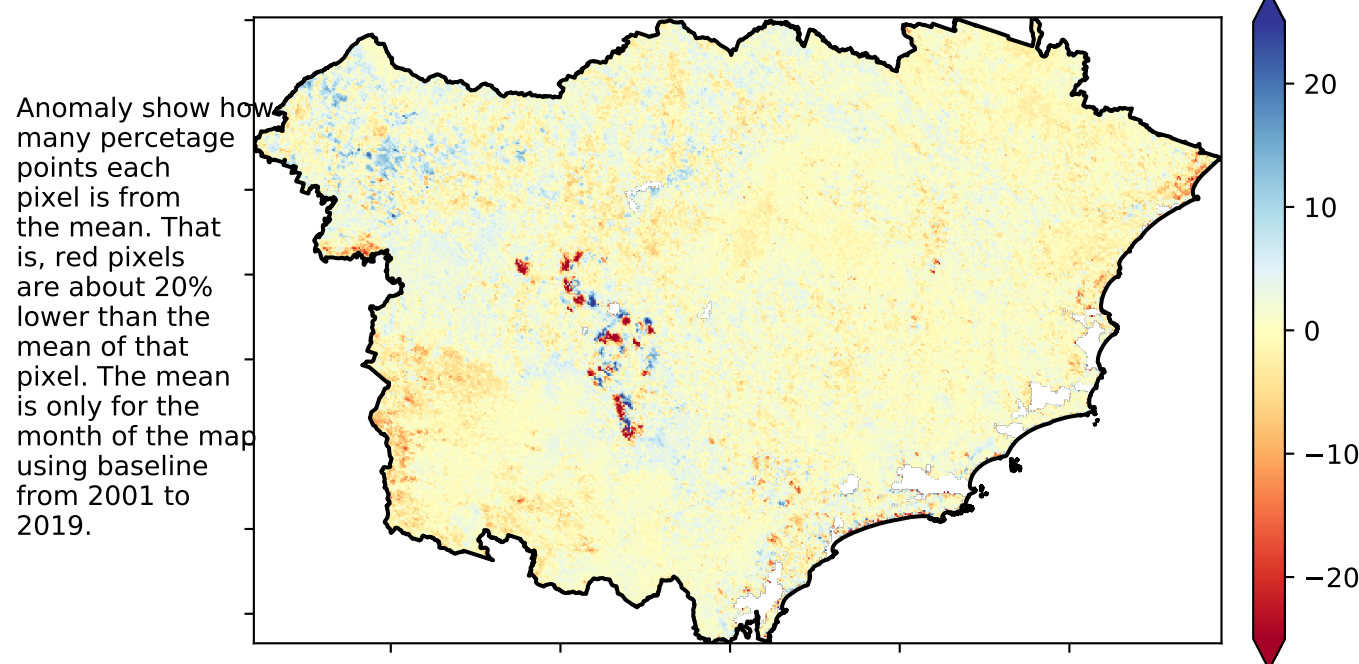 Anomaly show how
many percetage
points each
pixel is from
the mean. That
is, red pixels
are about 20%
lower than the
mean of that
pixel. The mean
is only for the
month of the map
using baseline
from 2001 to
2019.
20
10
0
−10
−20